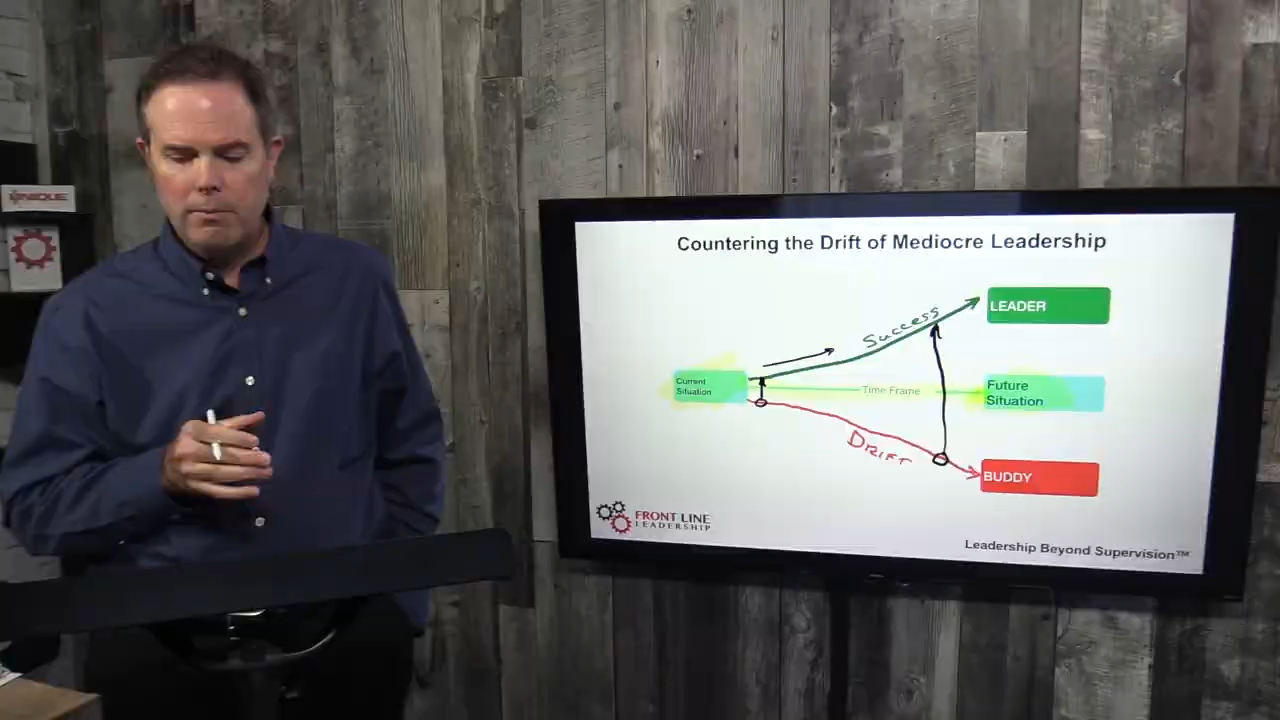 UNIQUE
Countering the Drift of Mediocre Leadership
Success
LEADER
Current
Situation
Time Frame
Future
Situation
DRIFT
BUDDY
FRONT LINE
LEADERSHIP
Leadership Beyond Supervision™